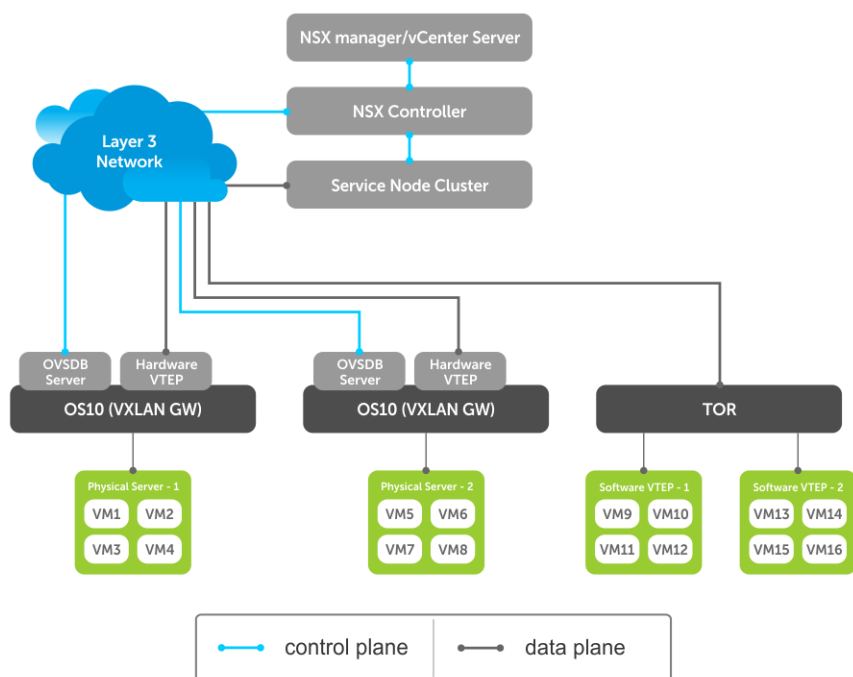 NSX manager/vCenter Server
NSX Controller
Layer 3
Network
Service Node Cluster
OVSDB
Server
Hardware
VTEP
OS10 (VXLAN GW)
OVSDB
Server
Hardware
VTEP
OS10 (VXLAN GW)
TOR
Physical Server - 1
VM1 VM2
VM3 VM4
Physical Server - 2
VM5 VM6
VM7 VM8
Software VTEP - 1
VM9 VM10
VM11 VM12
Software VTEP - 2
VM13 VM14
VM15 VM16
control plane
data plane